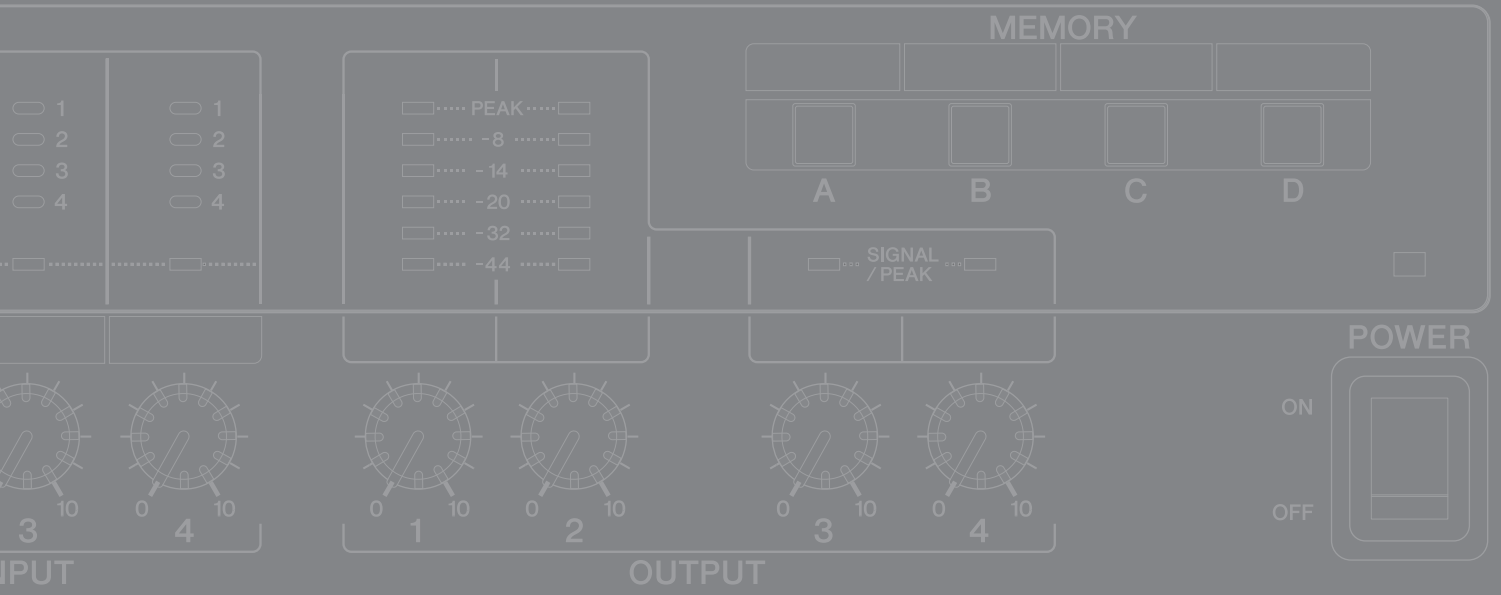 MEMORY
1 1 PEAK
2 2 -8
3 3 -14
4 4 -20
-32
-44
A B C D
SIGNAL
/PEAK
POWER
ON
OFF
10 0 10 0 10 0 10 0 10 0 10
3 4 1 2 3 4
NPUT OUTPUT